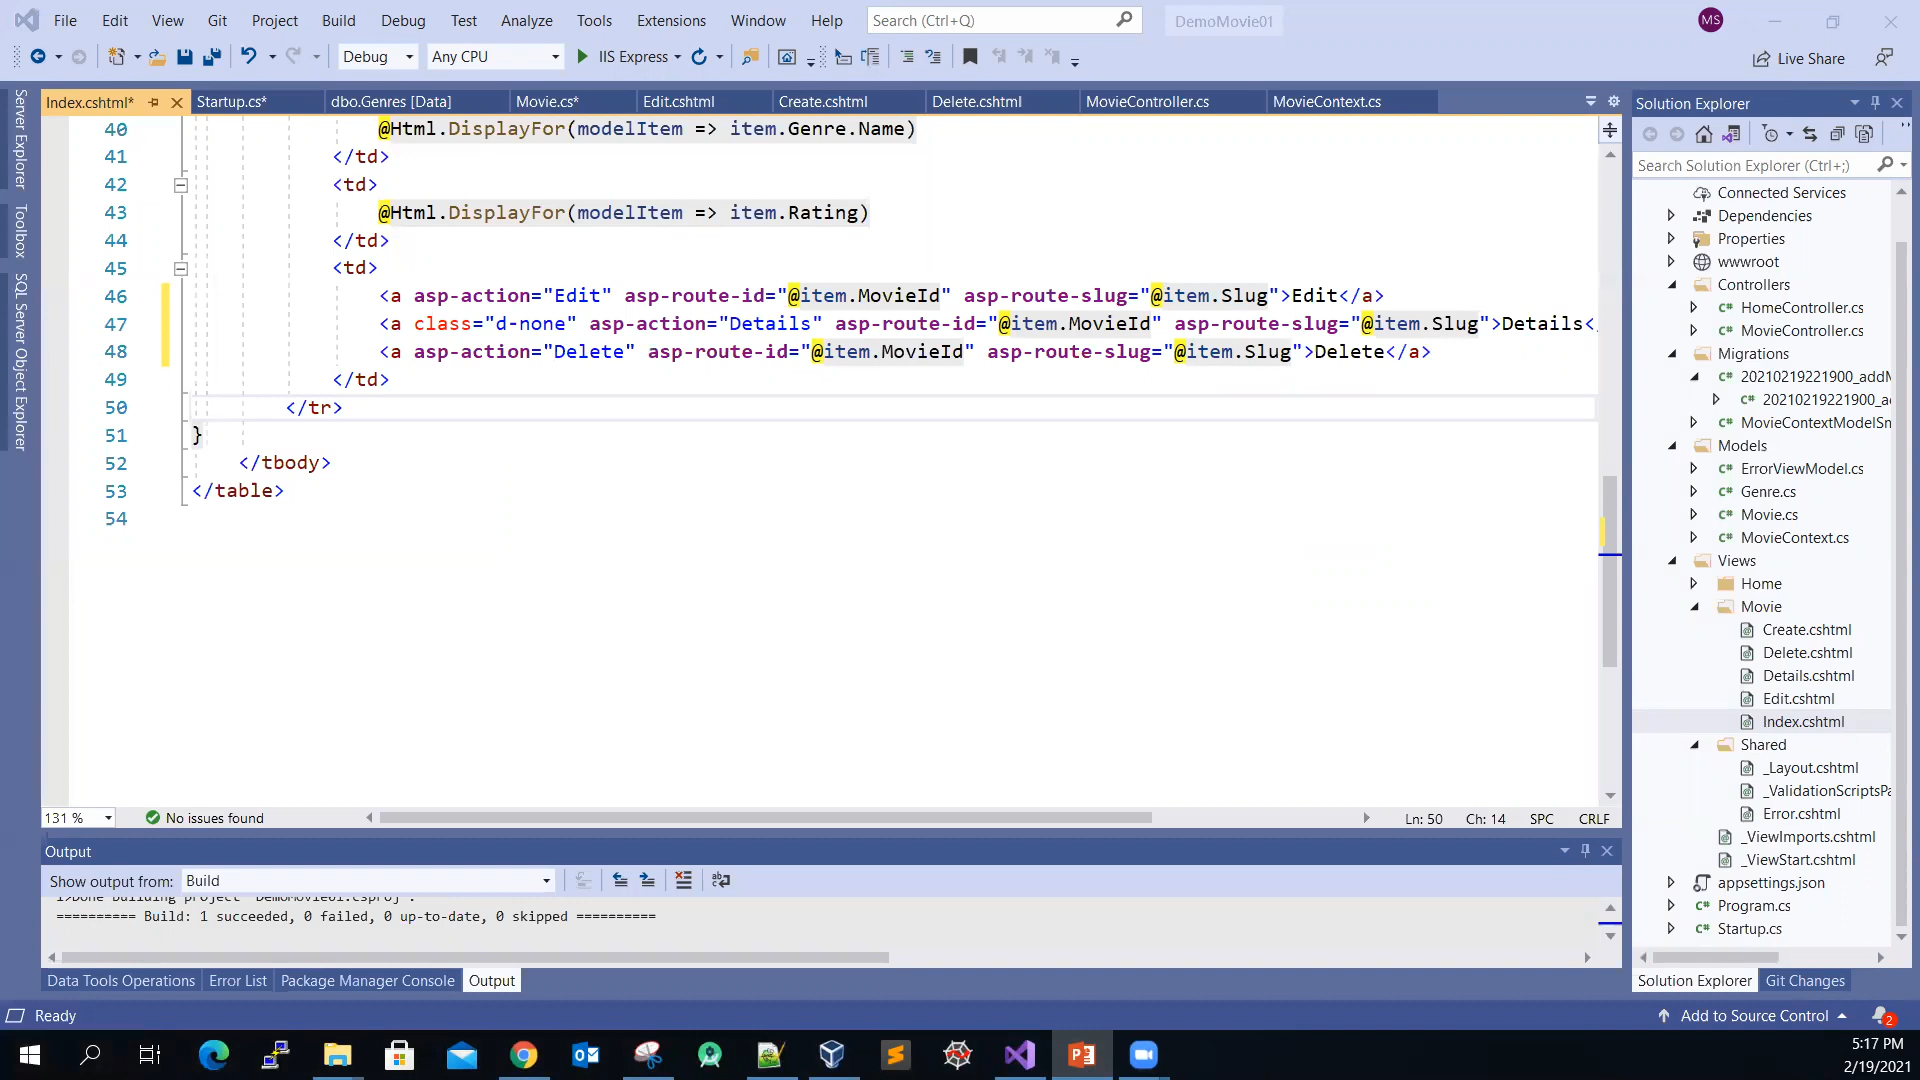 File Edit View Git Project Build Debug Test Analyze Tools Extensions Window Help Search (Ctrl+Q) DemoMovie01 MS
Debug Any CPU IIS Express Live Share
Index.cshtml* Startup.cs* dbo.Genres [Data] Movie.cs* Edit.cshtml Create.cshtml Delete.cshtml MovieController.cs MovieContext.cs
Server Explorer
Toolbox
SQL Server Object Explorer
40 @Html.DisplayFor(modelItem => item.Genre.Name)
41 </td>
42 <td>
43 @Html.DisplayFor(modelItem => item.Rating)
44 </td>
45 <td>
46 <a asp-action="Edit" asp-route-id="@item.MovieId" asp-route-slug="@item.Slug">Edit</a>
47 <a class="d-none" asp-action="Details" asp-route-id="@item.MovieId" asp-route-slug="@item.Slug">Details</
48 <a asp-action="Delete" asp-route-id="@item.MovieId" asp-route-slug="@item.Slug">Delete</a>
49 </td>
50 </tr>
51 }
52 </tbody>
53 </table>
54
131 % No issues found Ln: 50 Ch: 14 SPC CRLF
Output
Show output from: Build
========== Build: 1 succeeded, 0 failed, 0 up-to-date, 0 skipped ==========
Data Tools Operations Error List Package Manager Console Output
Solution Explorer
Search Solution Explorer (Ctrl+;)
Connected Services
Dependencies
Properties
wwwroot
Controllers
C# HomeController.cs
C# MovieController.cs
Migrations
C# 20210219221900_addM
C# 20210219221900_a
C# MovieContextModelSn
Models
C# ErrorViewModel.cs
C# Genre.cs
C# Movie.cs
C# MovieContext.cs
Views
Home
Movie
Create.cshtml
Delete.cshtml
Details.cshtml
Edit.cshtml
Index.cshtml
Shared
_Layout.cshtml
_ValidationScriptsPa
Error.cshtml
_ViewImports.cshtml
_ViewStart.cshtml
appsettings.json
C# Program.cs
C# Startup.cs
Solution Explorer Git Changes
Ready Add to Source Control 2
5:17 PM
2/19/2021